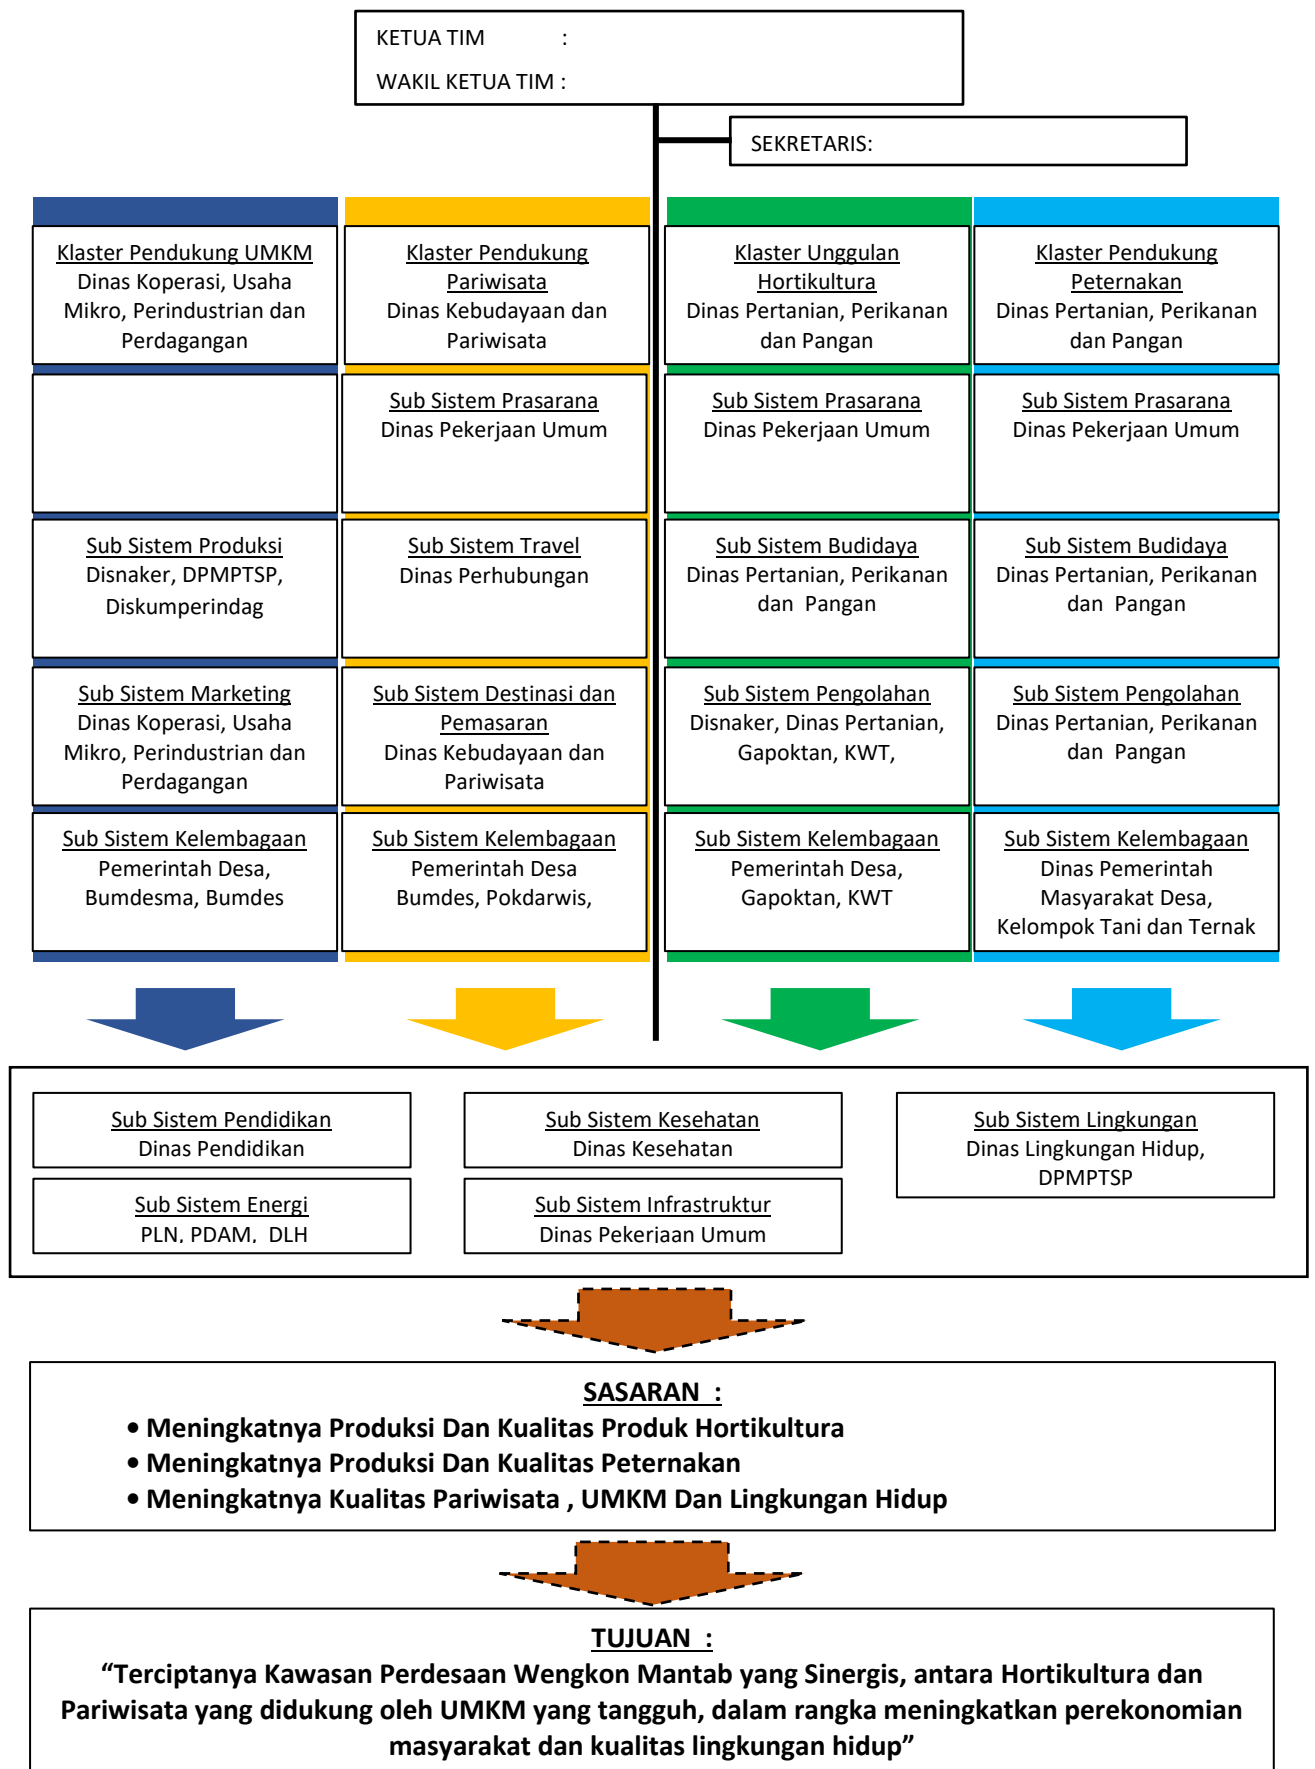 KETUA TIM :
WAKIL KETUA TIM :
SEKRETARIS:
Klaster Pendukung UMKM
Dinas Koperasi, Usaha
Mikro, Perindustrian dan
Perdagangan
Klaster Pendukung
Pariwisata
Dinas Kebudayaan dan
Pariwisata
Klaster Unggulan
Hortikultura
Dinas Pertanian, Perikanan
dan Pangan
Klaster Pendukung
Peternakan
Dinas Pertanian, Perikanan
dan Pangan
Sub Sistem Prasarana
Dinas Pekerjaan Umum
Sub Sistem Prasarana
Dinas Pekerjaan Umum
Sub Sistem Prasarana
Dinas Pekerjaan Umum
Sub Sistem Produksi
Disnaker, DPMPTSP,
Diskumperindag
Sub Sistem Travel
Dinas Perhubungan
Sub Sistem Budidaya
Dinas Pertanian, Perikanan
dan Pangan
Sub Sistem Budidaya
Dinas Pertanian, Perikanan
dan Pangan
Sub Sistem Marketing
Dinas Koperasi, Usaha
Mikro, Perindustrian dan
Perdagangan
Sub Sistem Destinasi dan
Pemasaran
Dinas Kebudayaan dan
Pariwisata
Sub Sistem Pengolahan
Disnaker, Dinas Pertanian,
Gapoktan, KWT,
Sub Sistem Pengolahan
Dinas Pertanian, Perikanan
dan Pangan
Sub Sistem Kelembagaan
Pemerintah Desa,
Bumdesma, Bumdes
Sub Sistem Kelembagaan
Pemerintah Desa
Bumdes, Pokdarwis,
Sub Sistem Kelembagaan
Pemerintah Desa,
Gapoktan, KWT
Sub Sistem Kelembagaan
Dinas Pemerintah
Masyarakat Desa,
Kelompok Tani dan Ternak
Sub Sistem Pendidikan
Dinas Pendidikan
Sub Sistem Kesehatan
Dinas Kesehatan
Sub Sistem Lingkungan
Dinas Lingkungan Hidup,
DPMPTSP
Sub Sistem Energi
PLN, PDAM, DLH
Sub Sistem Infrastruktur
Dinas Pekerjaan Umum
SASARAN :
• Meningkatnya Produksi Dan Kualitas Produk Hortikultura
• Meningkatnya Produksi Dan Kualitas Peternakan
• Meningkatnya Kualitas Pariwisata , UMKM Dan Lingkungan Hidup
TUJUAN :
“Terciptanya Kawasan Perdesaan Wengkon Mantab yang Sinergis, antara Hortikultura dan
Pariwisata yang didukung oleh UMKM yang tangguh, dalam rangka meningkatkan perekonomian
masyarakat dan kualitas lingkungan hidup”